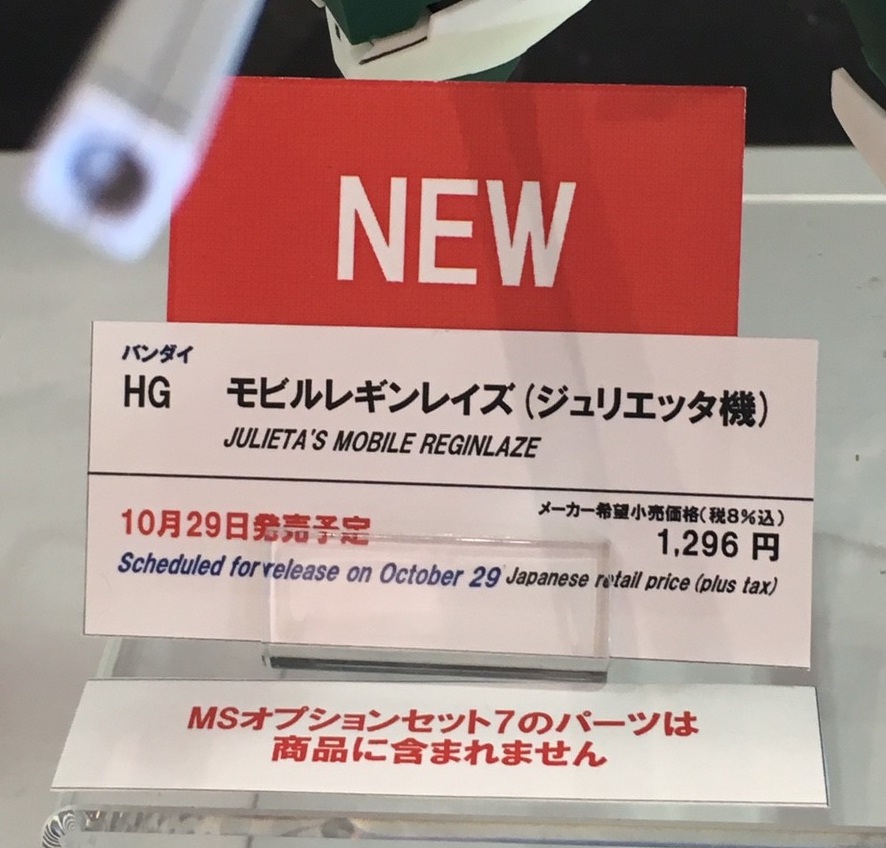 NEW
バンダイ
HG モビルレギンレイズ(ジュリエッタ機)
JULIETA'S MOBILE REGINLAZE
10月29日発売予定
Scheduled for release on October 29
メーカー希望小売価格(税8%込)
1,296 円
Japanese retail price (plus tax)
MSオプションセット7のパーツは
商品に含まれません